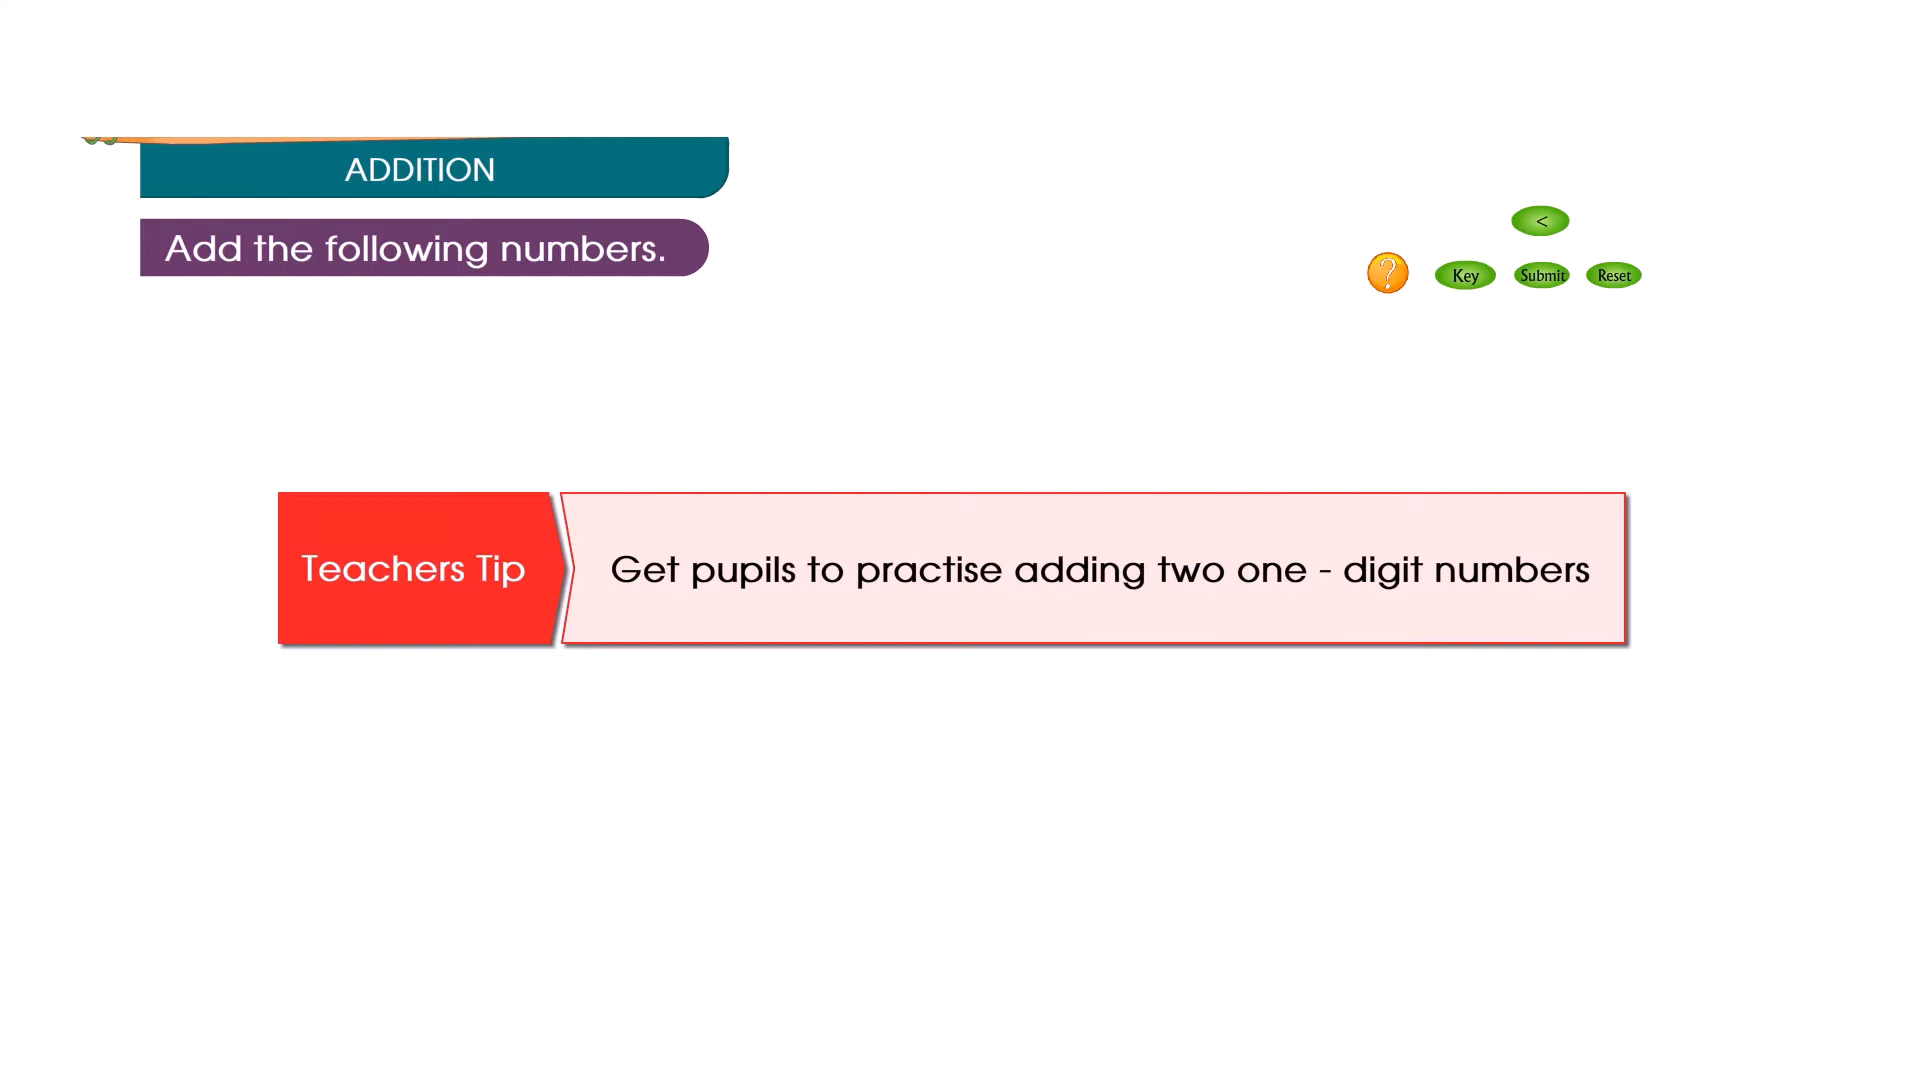 ADDITION
Add the following numbers.
<
?
Key
Submit
Reset
Teachers Tip
Get pupils to practise adding two one - digit numbers